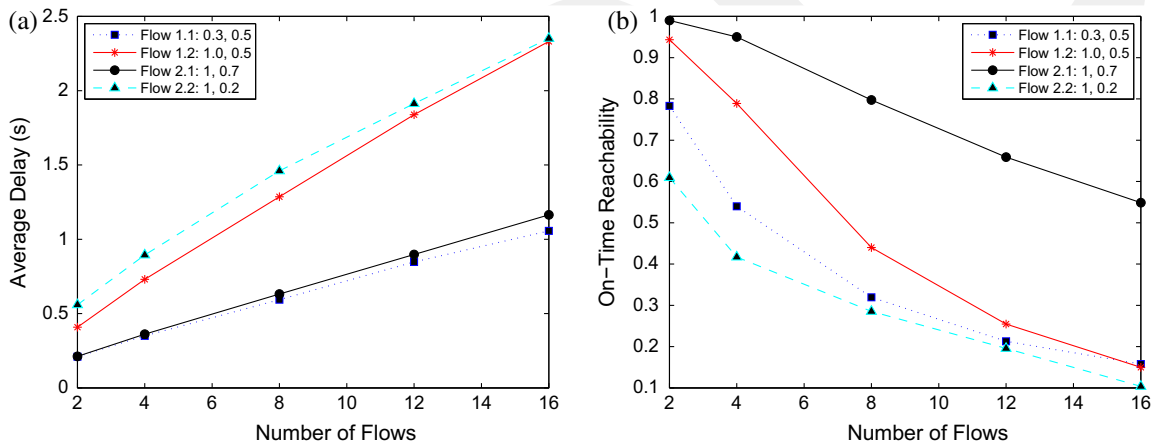 (a)
2.5
2
1.5
1
0.5
0
Average Delay (s)
Flow 1.1: 0.3, 0.5
Flow 1.2: 1.0, 0.5
Flow 2.1: 1, 0.7
Flow 2.2: 1, 0.2
2 4 6 8 10 12 14 16
Number of Flows
(b)
1
0.9
0.8
0.7
0.6
0.5
0.4
0.3
0.2
0.1
On-Time Reachability
Flow 1.1: 0.3, 0.5
Flow 1.2: 1.0, 0.5
Flow 2.1: 1, 0.7
Flow 2.2: 1, 0.2
2 4 6 8 10 12 14 16
Number of Flows